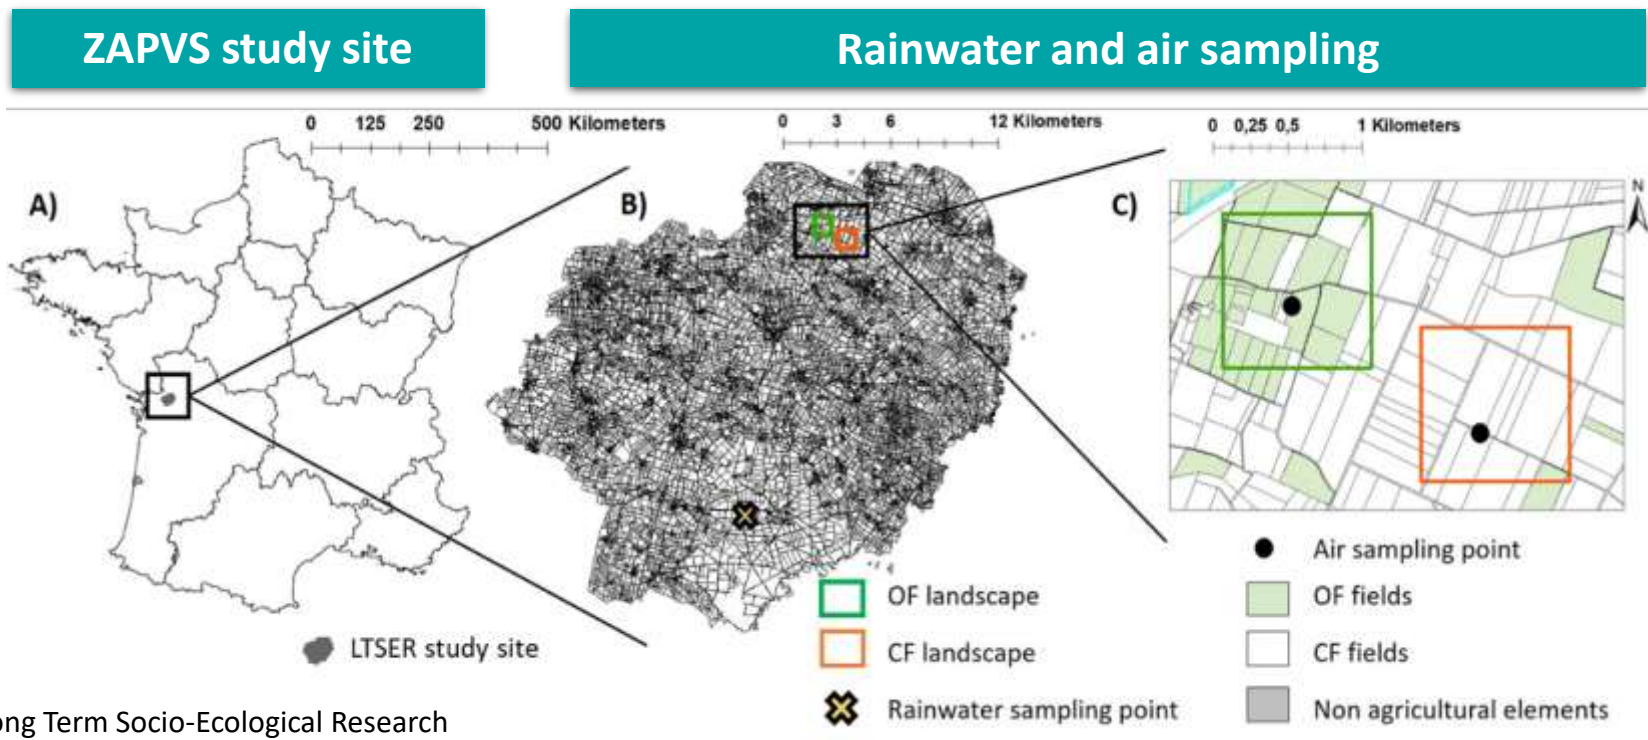 ZAPVS study site
Rainwater and air sampling
0 125 250 500 Kilometers
0 3 6 12 Kilometers
0 0,25 0,5 1 Kilometers
A)
B)
C)
N
LTSER study site
OF landscape
CF landscape
Rainwater sampling point
Air sampling point
OF fields
CF fields
Non agricultural elements
ong Term Socio-Ecological Research